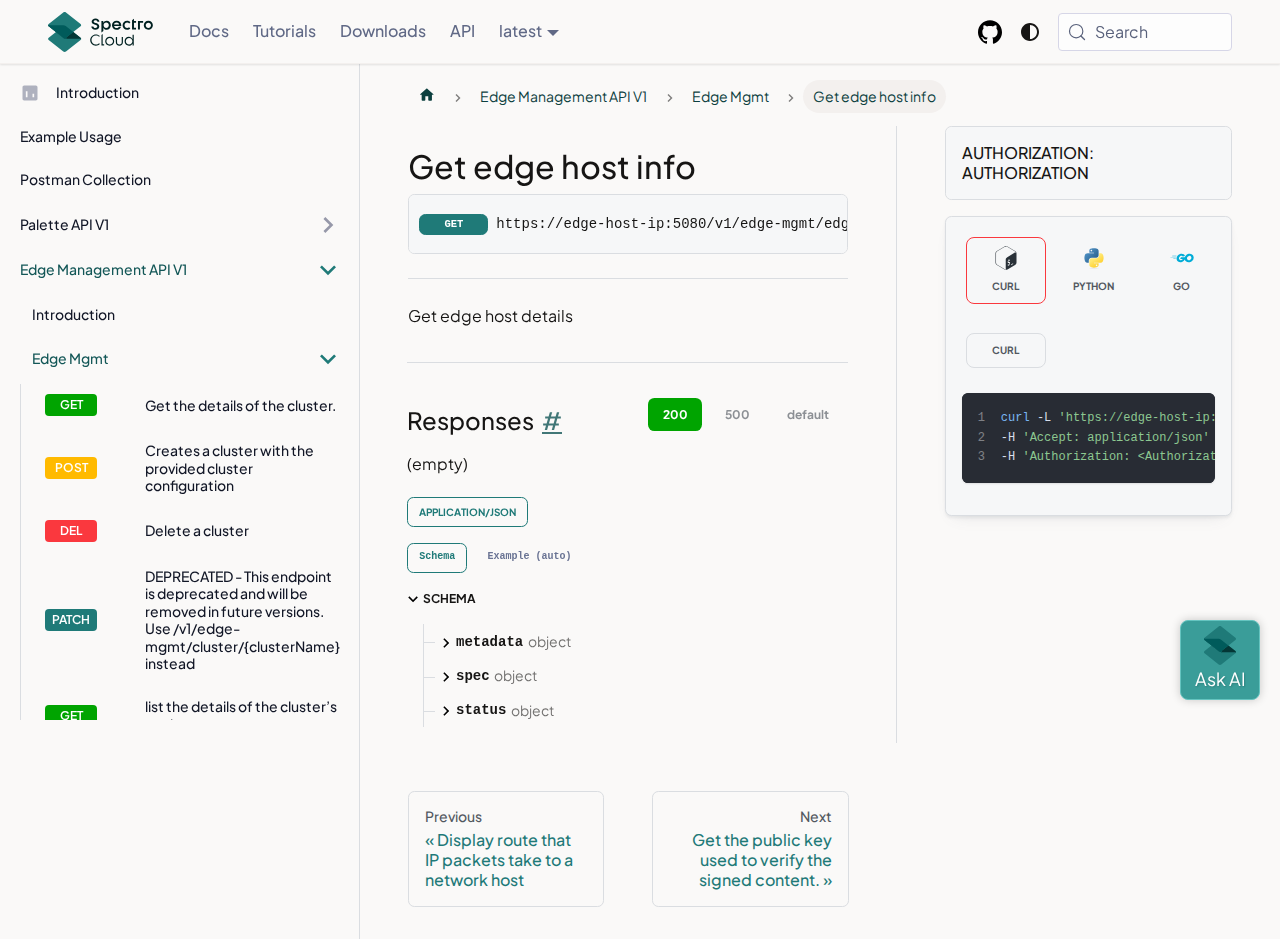 Spectro Cloud
Docs
Tutorials
Downloads
API
latest
Search
Introduction
Example Usage
Postman Collection
Palette API V1
Edge Management API V1
Introduction
Edge Mgmt
GET
Get the details of the cluster.
POST
Creates a cluster with the
provided cluster
configuration
DEL
Delete a cluster
PATCH
DEPRECATED - This endpoint
is deprecated and will be
removed in future versions.
Use /v1/edge-
mgmt/cluster/{clusterName}
instead
GET
list the details of the cluster's
Edge Management API V1
Edge Mgmt
Get edge host info
Get edge host info
GET
https://edge-host-ip:5080/v1/edge-mgmt/edg
Get edge host details
Responses #
200
500
default
(empty)
APPLICATION/JSON
Schema
Example (auto)
SCHEMA
metadata object
spec object
status object
Previous
« Display route that
IP packets take to a
network host
Next
Get the public key
used to verify the
signed content. »
AUTHORIZATION:
AUTHORIZATION
CURL
PYTHON
GO
CURL
1 curl -L 'https://edge-host-ip:
2 -H 'Accept: application/json'
3 -H 'Authorization: <Authorizat
Ask AI